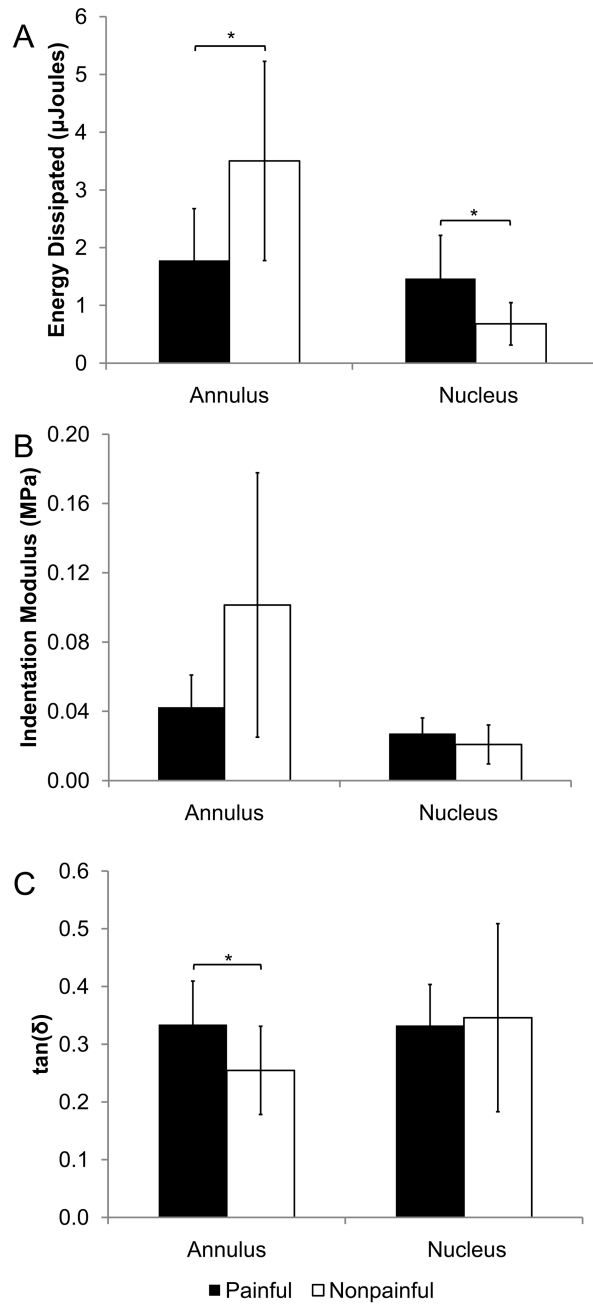 A
Energy Dissipated (µJoules)
6
5
4
3
2
1
0
*
*
Annulus
Nucleus
B
Indentation Modulus (MPa)
0.20
0.16
0.12
0.08
0.04
0.00
Annulus
Nucleus
C
tan(δ)
0.6
0.5
0.4
0.3
0.2
0.1
0.0
*
Annulus
Nucleus
Painful Nonpainful